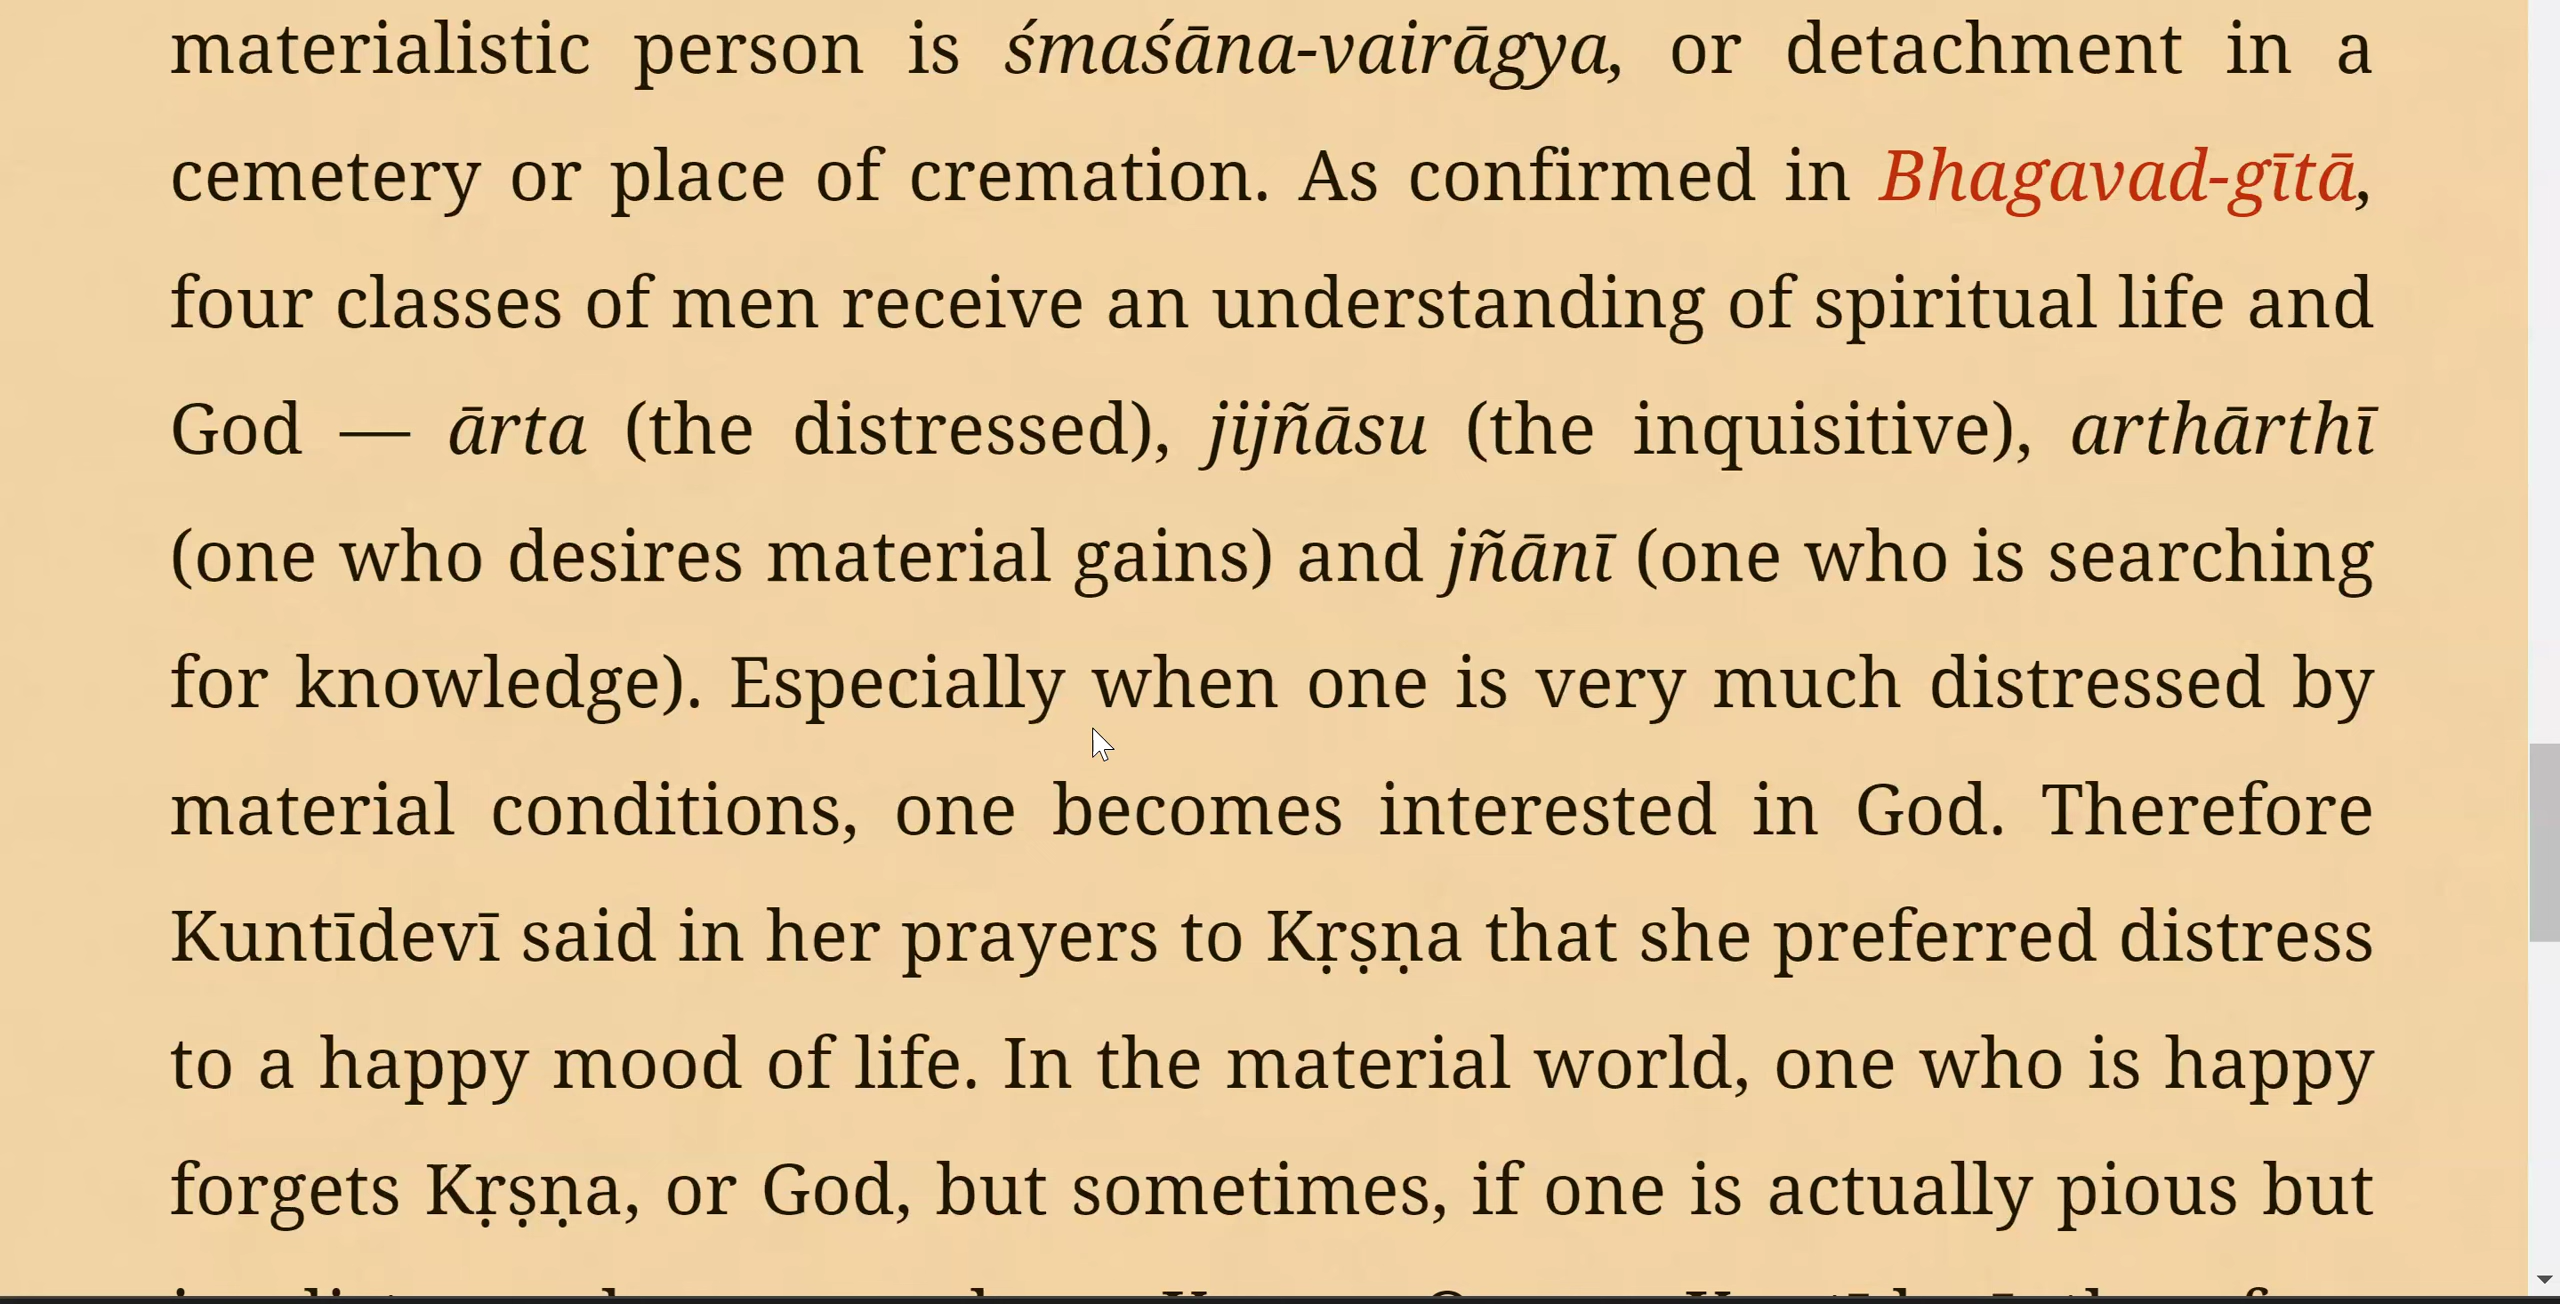 materialistic person is śmaśāna-vairāgya, or detachment in a
cemetery or place of cremation. As confirmed in Bhagavad-gītā,
four classes of men receive an understanding of spiritual life and
God — ārta (the distressed), jijñāsu (the inquisitive), arthārthī
(one who desires material gains) and jñānī (one who is searching
for knowledge). Especially when one is very much distressed by
material conditions, one becomes interested in God. Therefore
Kuntīdevī said in her prayers to Kṛṣṇa that she preferred distress
to a happy mood of life. In the material world, one who is happy
forgets Kṛṣṇa, or God, but sometimes, if one is actually pious but